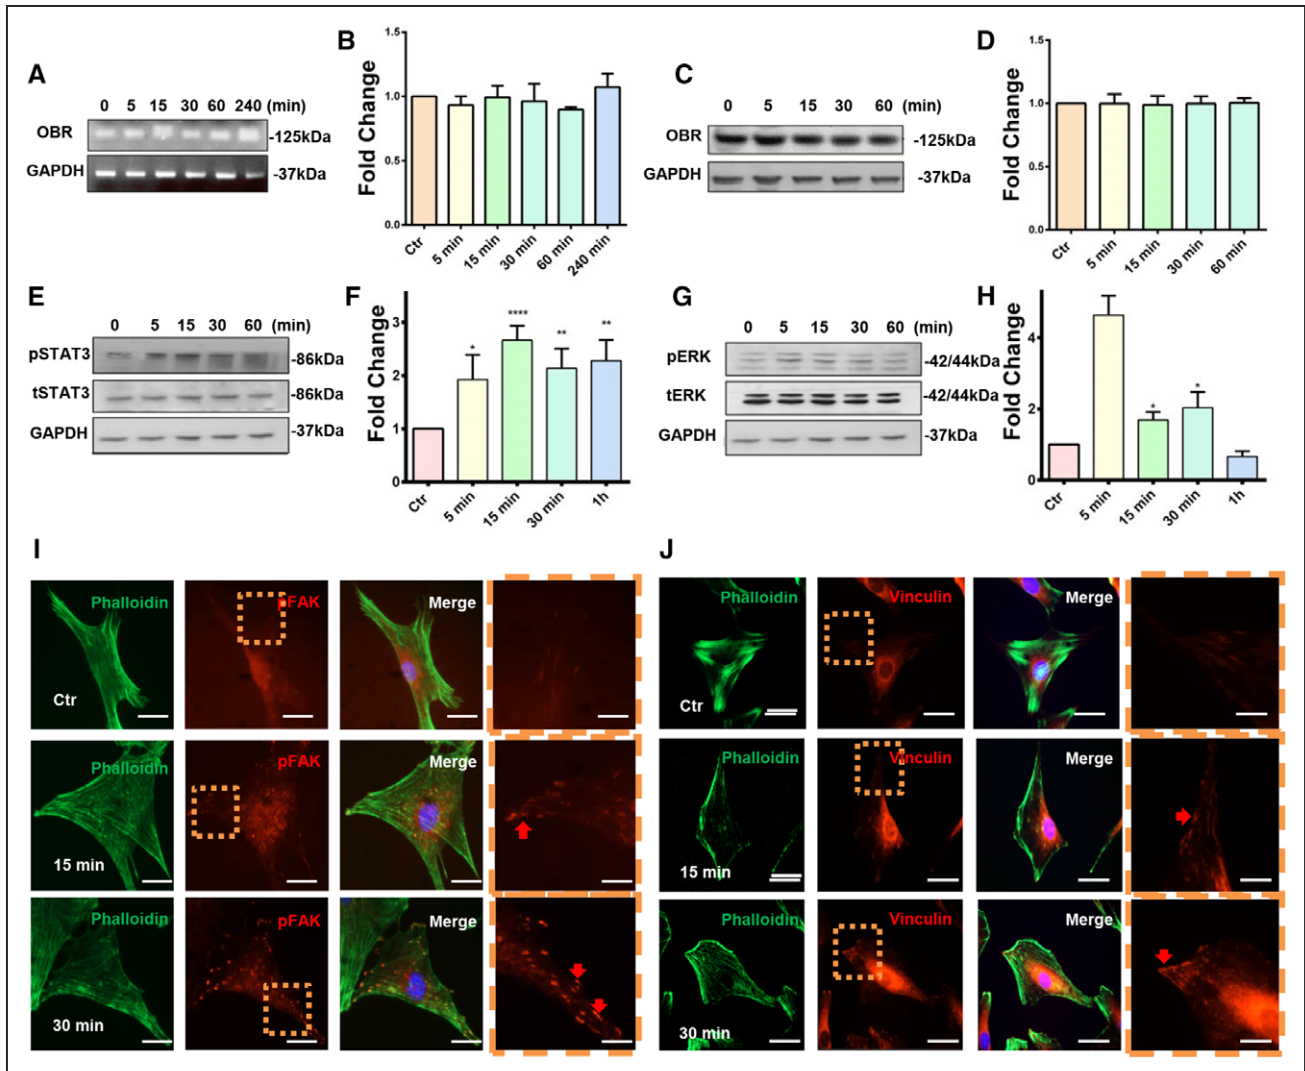 A
0 5 15 30 60 240 (min)
OBR -125kDa
GAPDH -37kDa
B
Fold Change
1.5
1.0
0.5
0.0
Ctr 5 min 15 min 30 min 60 min 240 min
C
0 5 15 30 60 (min)
OBR -125kDa
GAPDH -37kDa
D
Fold Change
1.5
1.0
0.5
0.0
Ctr 5 min 15 min 30 min 60 min
E
0 5 15 30 60 (min)
pSTAT3 -86kDa
tSTAT3 -86kDa
GAPDH -37kDa
F
Fold Change
3
2
1
0
* **** ** **
Ctr 5 min 15 min 30 min 1h
G
0 5 15 30 60 (min)
pERK -42/44kDa
tERK -42/44kDa
GAPDH -37kDa
H
Fold Change
4
2
0
* *
Ctr 5 min 15 min 30 min 1h
I
Phalloidin pFAK Merge
Ctr
Phalloidin pFAK Merge
15 min
Phalloidin pFAK Merge
30 min
J
Phalloidin Vinculin Merge
Ctr
Phalloidin Vinculin Merge
15 min
Phalloidin Vinculin Merge
30 min